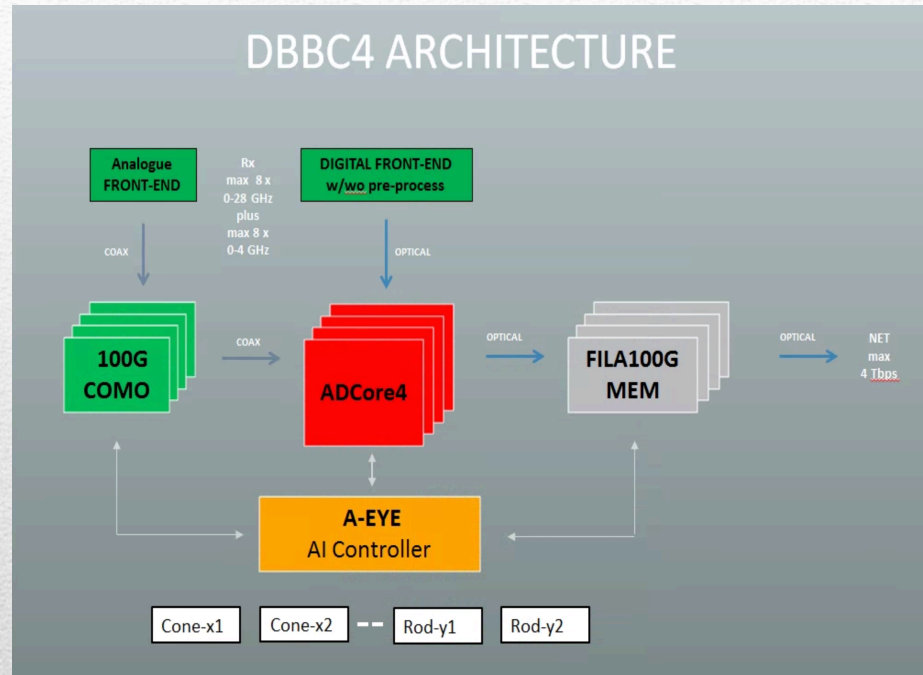 DBBC4 ARCHITECTURE
Analogue
FRONT-END
Rx
max 8 x
0-28 GHz
plus
max 8 x
0-4 GHz
DIGITAL FRONT-END
w/wo pre-process
COAX
OPTICAL
100G
COMO
COAX
ADCore4
OPTICAL
FILA100G
MEM
OPTICAL
NET
max
4 Tbps
A-EYE
AI Controller
Cone-x1
Cone-x2
--
Rod-y1
Rod-y2